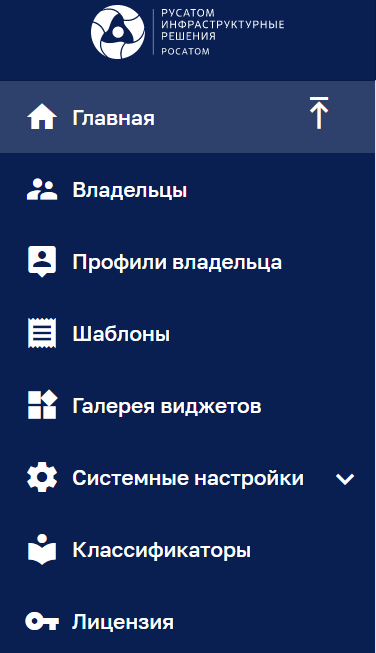 РУСАТОМ
ИНФРАСТРУКТУРНЫЕ
РЕШЕНИЯ
РОСАТОМ
Главная
Владельцы
Профили владельца
Шаблоны
Галерея виджетов
Системные настройки
Классификаторы
Лицензия